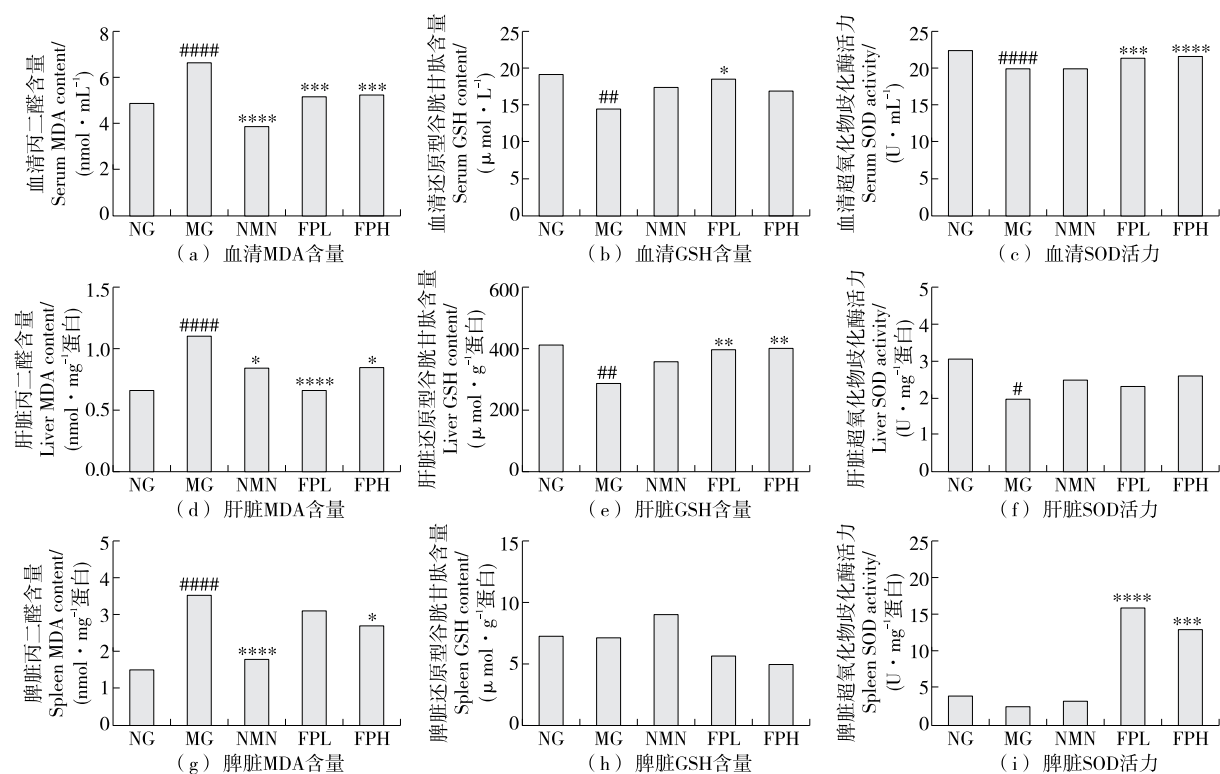 血清丙二醛含量
Serum MDA content/
(nmol·mL⁻¹)
8
6
4
2
0
####
****
***
***
NG MG NMN FPL FPH
(a) 血清MDA含量
血清还原型谷胱甘肽含量
Serum GSH content/
(μ mol·L⁻¹)
25
20
15
10
5
0
##
*
NG MG NMN FPL FPH
(b) 血清GSH含量
血清超氧化物歧化酶活力
Serum SOD activity/
(U·mL⁻¹)
25
20
15
10
5
0
####
***
****
NG MG NMN FPL FPH
(c) 血清SOD活力
肝脏丙二醛含量
Liver MDA content/
(nmol·mg⁻¹蛋白)
1.5
1.0
0.5
0.0
####
*
****
*
NG MG NMN FPL FPH
(d) 肝脏MDA含量
肝脏还原型谷胱甘肽含量
Liver GSH content/
(μ mol·g⁻¹蛋白)
600
400
200
0
##
**
**
NG MG NMN FPL FPH
(e) 肝脏GSH含量
肝脏超氧化物歧化酶活力
Liver SOD activity/
(U·mg⁻¹蛋白)
5
4
3
2
1
0
#
NG MG NMN FPL FPH
(f) 肝脏SOD活力
脾脏丙二醛含量
Spleen MDA content/
(nmol·mg⁻¹蛋白)
5
4
3
2
1
0
####
****
*
NG MG NMN FPL FPH
(g) 脾脏MDA含量
脾脏还原型谷胱甘肽含量
Spleen GSH content/
(μ mol·g⁻¹蛋白)
15
10
5
0
NG MG NMN FPL FPH
(h) 脾脏GSH含量
脾脏超氧化物歧化酶活力
Spleen SOD activity/
(U·mg⁻¹蛋白)
25
20
15
10
5
0
****
***
NG MG NMN FPL FPH
(i) 脾脏SOD活力